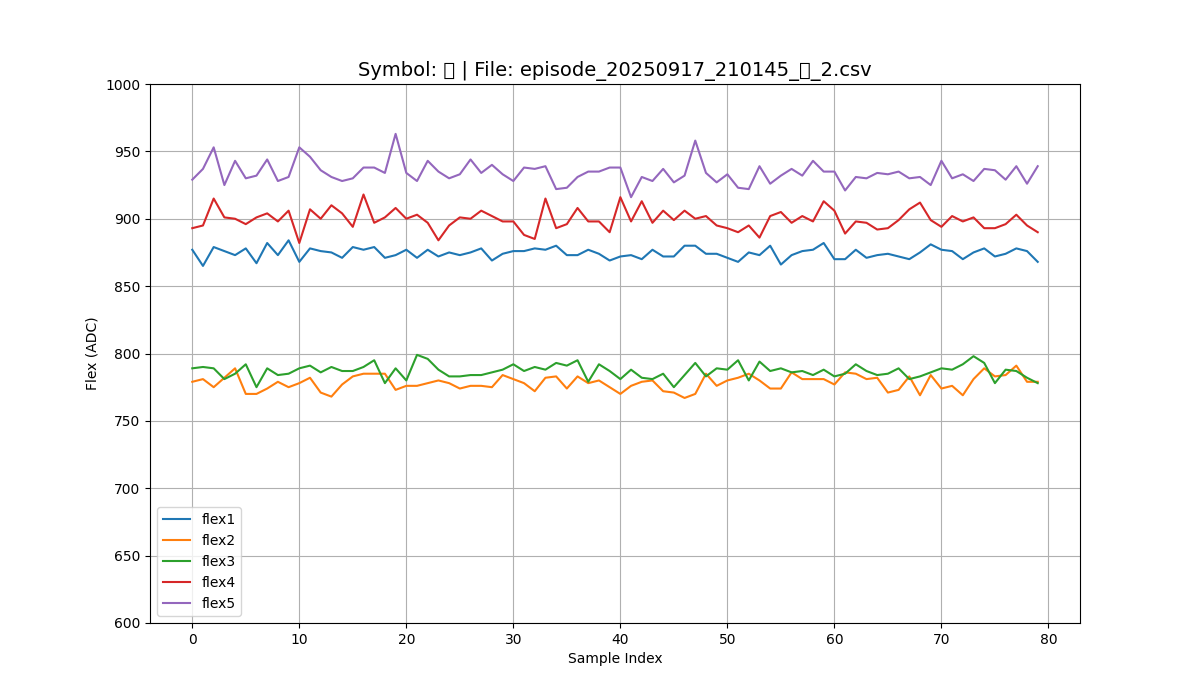 Symbol: ▯ | File: episode_20250917_210145_▯_2.csv
1000
950
900
850
800
750
700
650
600
Flex (ADC)
flex1
flex2
flex3
flex4
flex5
0 10 20 30 40 50 60 70 80
Sample Index